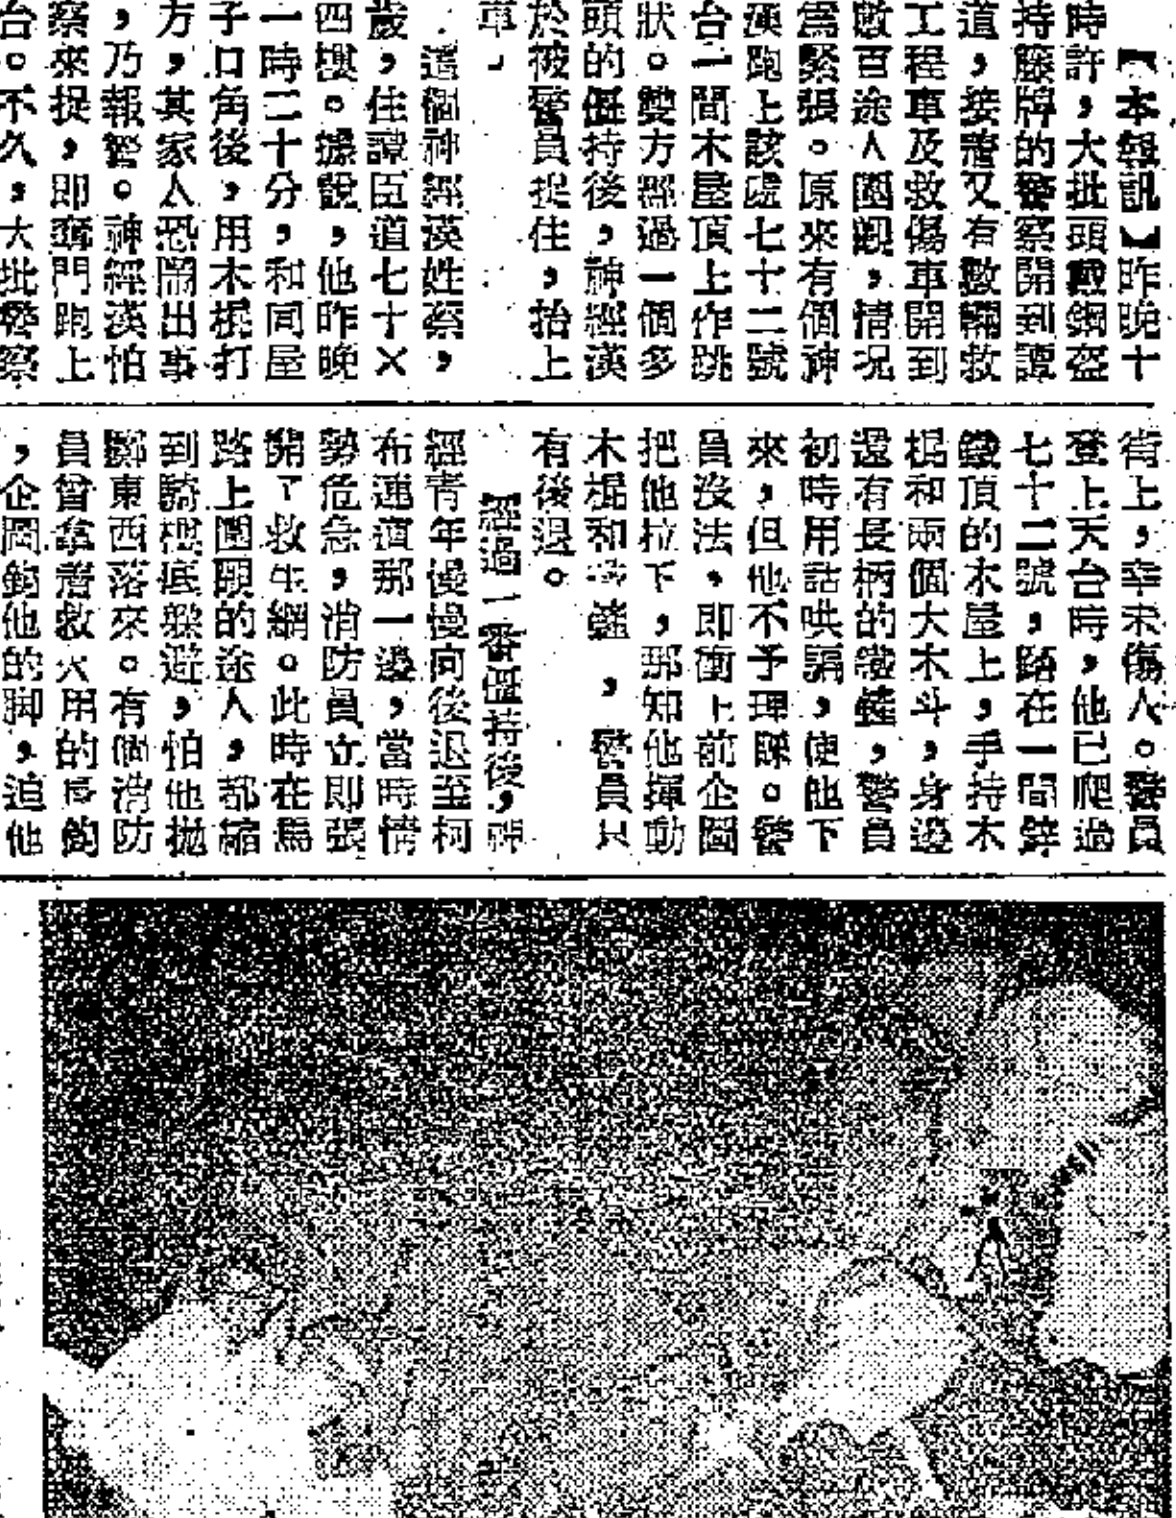 【本報訊】昨晚十
時許，大批頭戴鋼盔
持籐牌的警察開到譚
道，接着又有數輛救
工程車及救傷車開到
數百途人圍觀，情况
爲緊張。原來有個神
漢跑上該處七十二號
台一間木屋頂上作跳
狀。雙方經過一個多
頭的僵持後，神經漢
於被警員捉住，抬上
車。
這個神經漢姓蔡，
歲，住譚臣道七十X
四樓。據說，他昨晚
一時二十分，和同屋
子口角後，用木棍打
方，其家人恐鬧出事
，乃報警。神經漢怕
察來捉，即奪門跑上
台。不久，大批警察
街上，幸未傷人。警員
登上天台時，他已爬過
七十二號，踏在一間鋅
鐵頂的木屋上，手持木
棍和兩個大木斗，身邊
還有長柄的鐵鎚，警員
初時用話哄騙，使他下
來，但他不予理睬。警
員沒法，即衝上前企圖
把他拉下，那知他揮動
木棍和鎚，警員只
有後退。
經過一番僵持後，神
經青年慢慢向後退至柯
布連道那一邊，當時情
勢危急，消防員立即張
開了救生網。此時在馬
路上圍觀的途人，都縮
到騎樓底躲避，怕他拋
擲東西落來。有個消防
員曾拿着救火用的長鈎
，企圖鈎他的脚，迫他